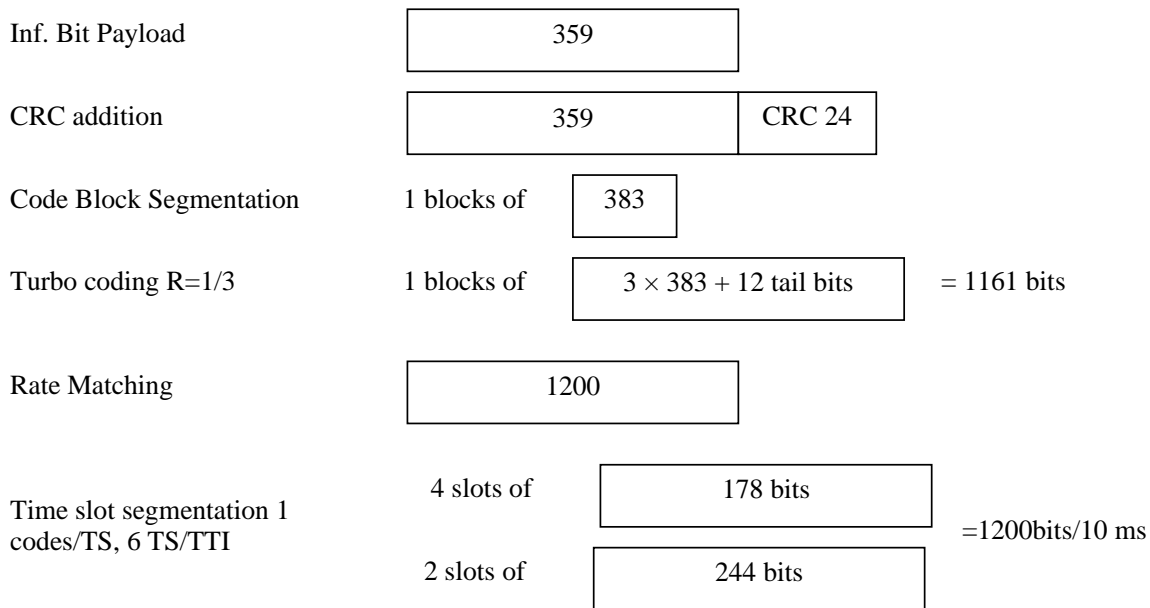 Inf. Bit Payload 359
CRC addition 359 CRC 24
Code Block Segmentation 1 blocks of 383
Turbo coding R=1/3 1 blocks of 3 × 383 + 12 tail bits = 1161 bits
Rate Matching 1200
4 slots of 178 bits
Time slot segmentation 1
codes/TS, 6 TS/TTI
=1200bits/10 ms
2 slots of 244 bits